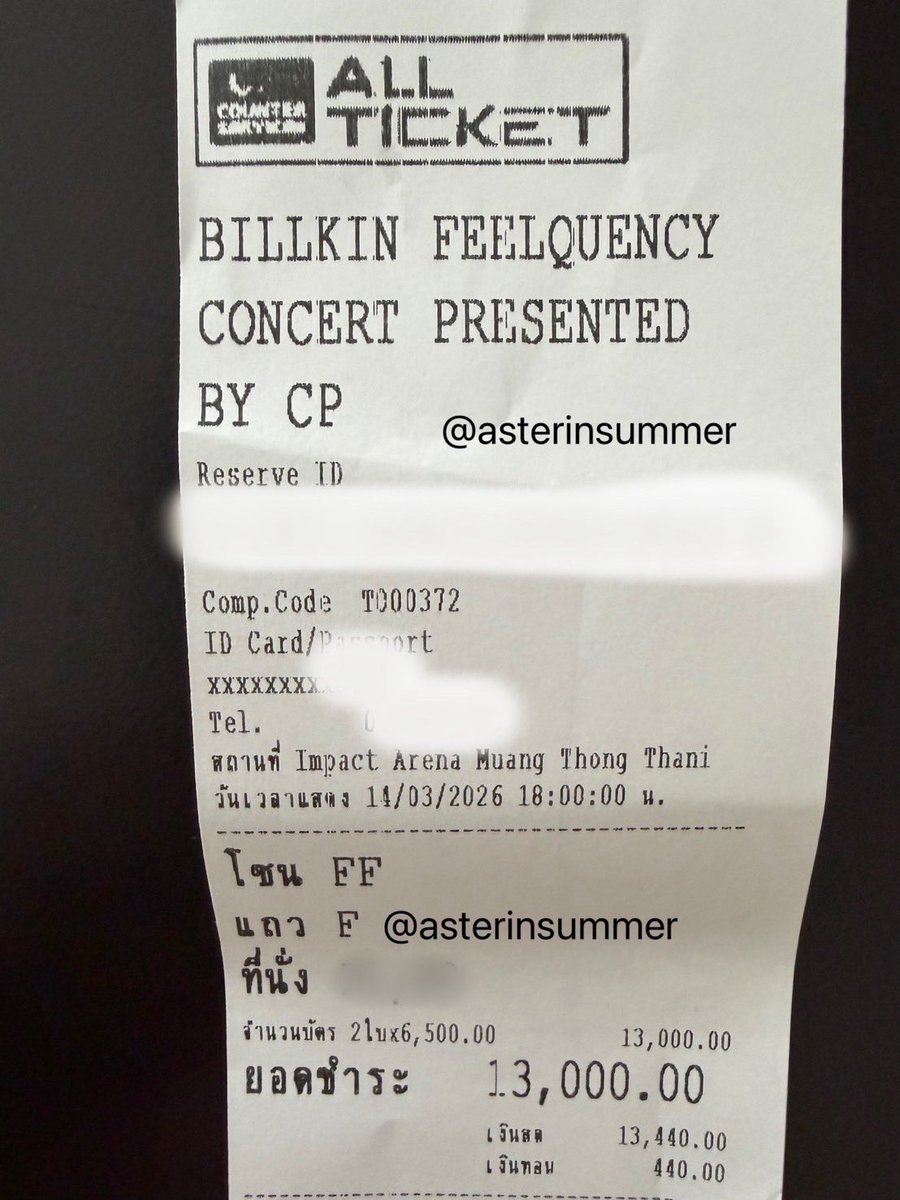 COUNTER SERVICE
ALL TICKET
BILLKIN FEELQUENCY
CONCERT PRESENTED
BY CP
@asterinsummer
Reserve ID
Comp.Code T000372
ID Card/Passport
xxxxxxxxx
Tel. 0
สถานที่ Impact Arena Muang Thong Thani
วันเวลาแสดง 14/03/2026 18:00:00 น.
โซน FF
แถว F @asterinsummer
ที่นั่ง
จำนวนบัตร 2ใบx6,500.00 13,000.00
ยอดชำระ 13,000.00
เงินสด 13,440.00
เงินทอน 440.00